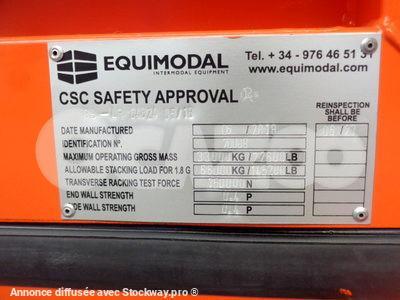 EQUIMODAL
INTERMODAL EQUIPMENT
Tel. + 34 - 976 46 51 31
www.equimodal.com
CSC SAFETY APPROVAL
REINSPECTION
SHALL BE
BEFORE
DATE MANUFACTURED
IDENTIFICATION Nº.
MAXIMUM OPERATING GROSS MASS KG / LB
ALLOWABLE STACKING LOAD FOR 1.8 G KG / LB
TRANSVERSE RACKING TEST FORCE N
END WALL STRENGTH P
SIDE WALL STRENGTH P
Annonce diffusée avec Stockway.pro ®